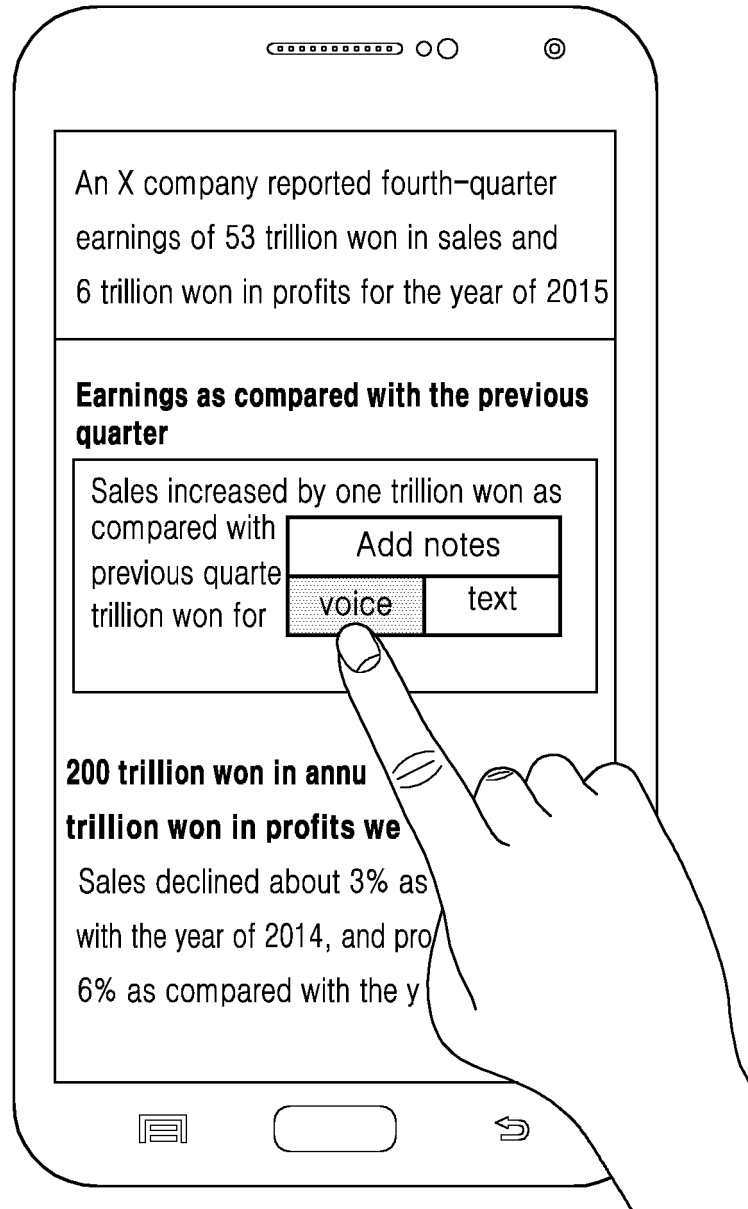 An X company reported fourth-quarter
earnings of 53 trillion won in sales and
6 trillion won in profits for the year of 2015
Earnings as compared with the previous
quarter
Sales increased by one trillion won as
compared with
previous quarte
trillion won for
Add notes
voice
text
200 trillion won in annu
trillion won in profits we
Sales declined about 3% as
with the year of 2014, and pro
6% as compared with the y